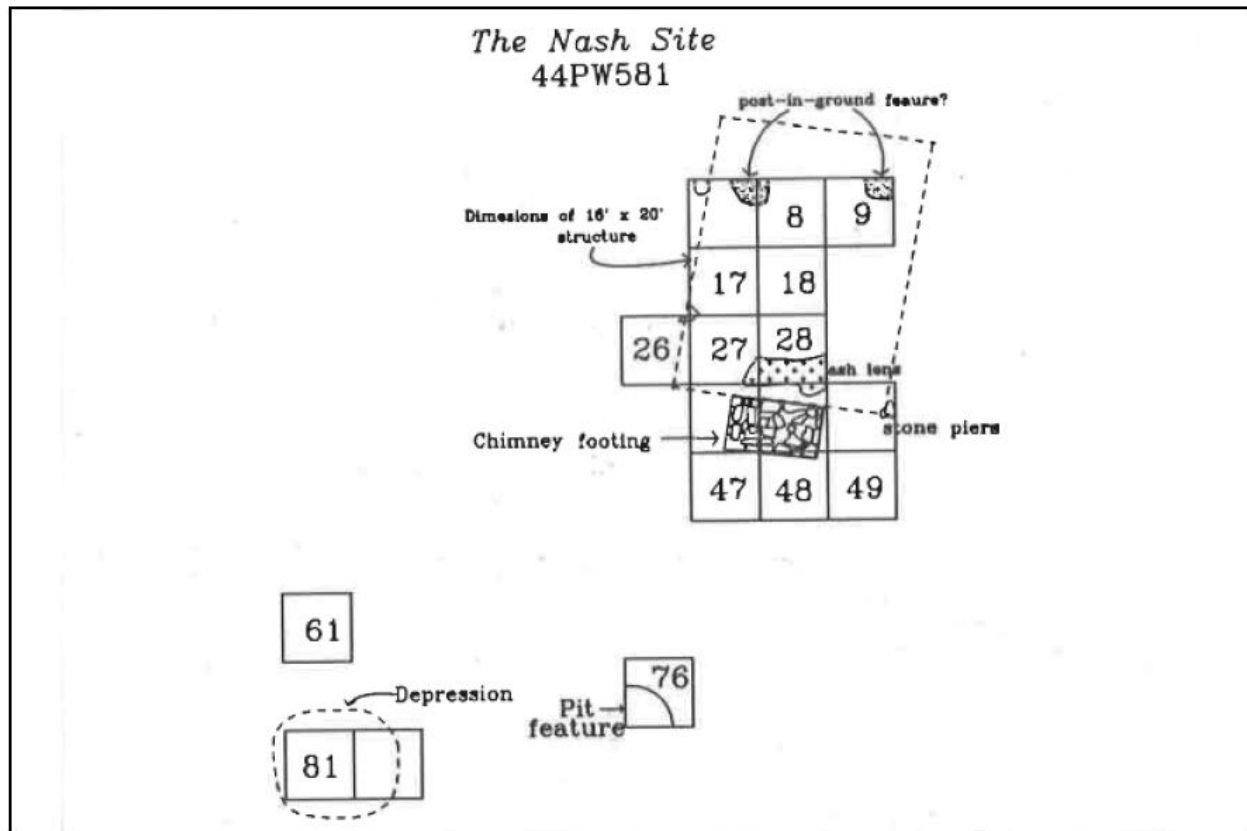 The Nash Site
44PW581
post-in-ground feaure?
8
9
Dimesions of 16' x 20'
structure
17
18
26
27
28
ash lens
Chimney footing
stone piers
47
48
49
61
76
Depression
Pit
feature
81